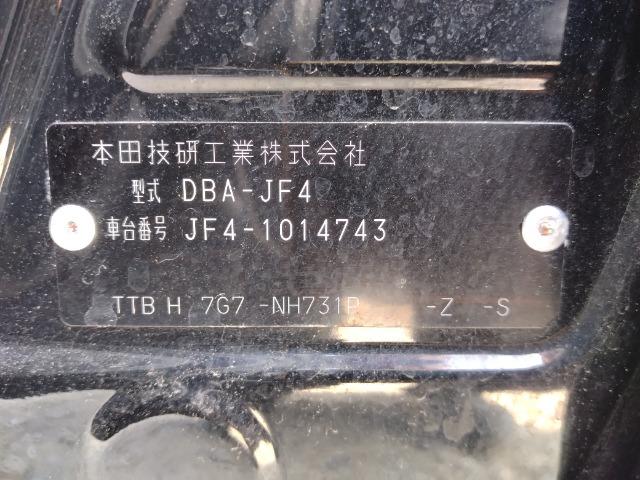 本田技研工業株式会社
型式 DBA-JF4
車台番号 JF4-1014743
TTB H 7G7 -NH731P -Z -S